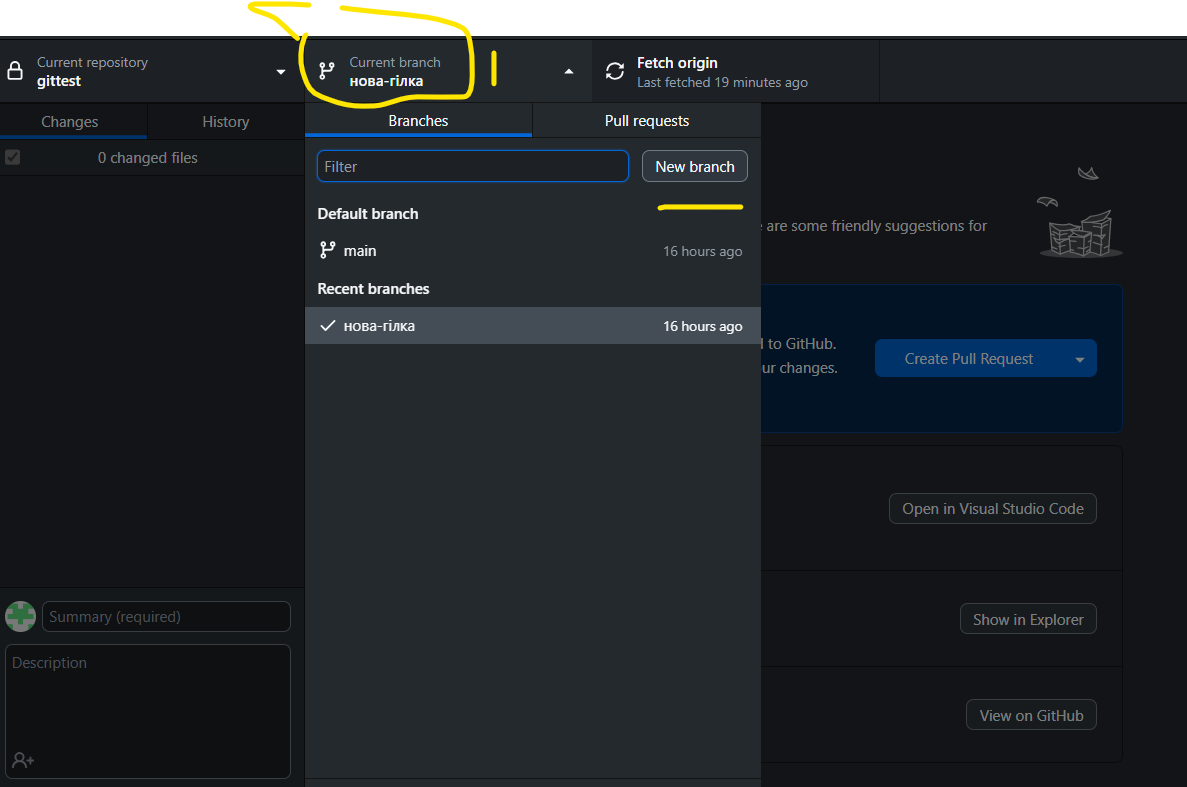 Current repository
gittest
Current branch
нова-гілка
Fetch origin
Last fetched 19 minutes ago
Changes
History
Branches
Pull requests
0 changed files
Filter
New branch
Default branch
main
16 hours ago
Recent branches
нова-гілка
16 hours ago
are some friendly suggestions for
to GitHub.
ur changes.
Create Pull Request
Open in Visual Studio Code
Show in Explorer
View on GitHub
Summary (required)
Description